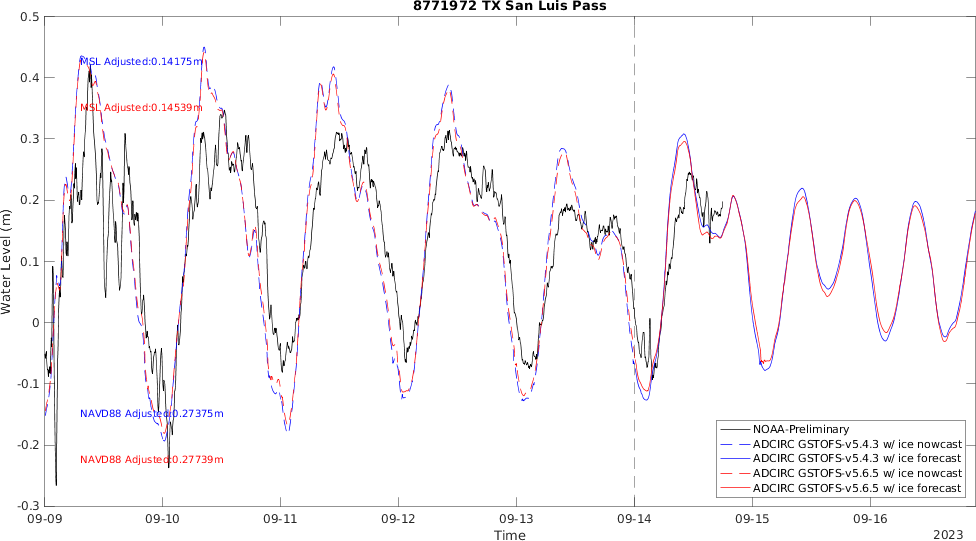 8771972 TX San Luis Pass
0.5
0.4
0.3
0.2
0.1
0
-0.1
-0.2
-0.3
Water Level (m)
MSL Adjusted:0.14175m
MSL Adjusted:0.14539m
NAVD88 Adjusted:0.27375m
NAVD88 Adjusted:0.27739m
NOAA-Preliminary
ADCIRC GSTOFS-v5.4.3 w/ ice nowcast
ADCIRC GSTOFS-v5.4.3 w/ ice forecast
ADCIRC GSTOFS-v5.6.5 w/ ice nowcast
ADCIRC GSTOFS-v5.6.5 w/ ice forecast
09-09 09-10 09-11 09-12 09-13 09-14 09-15 09-16
Time
2023